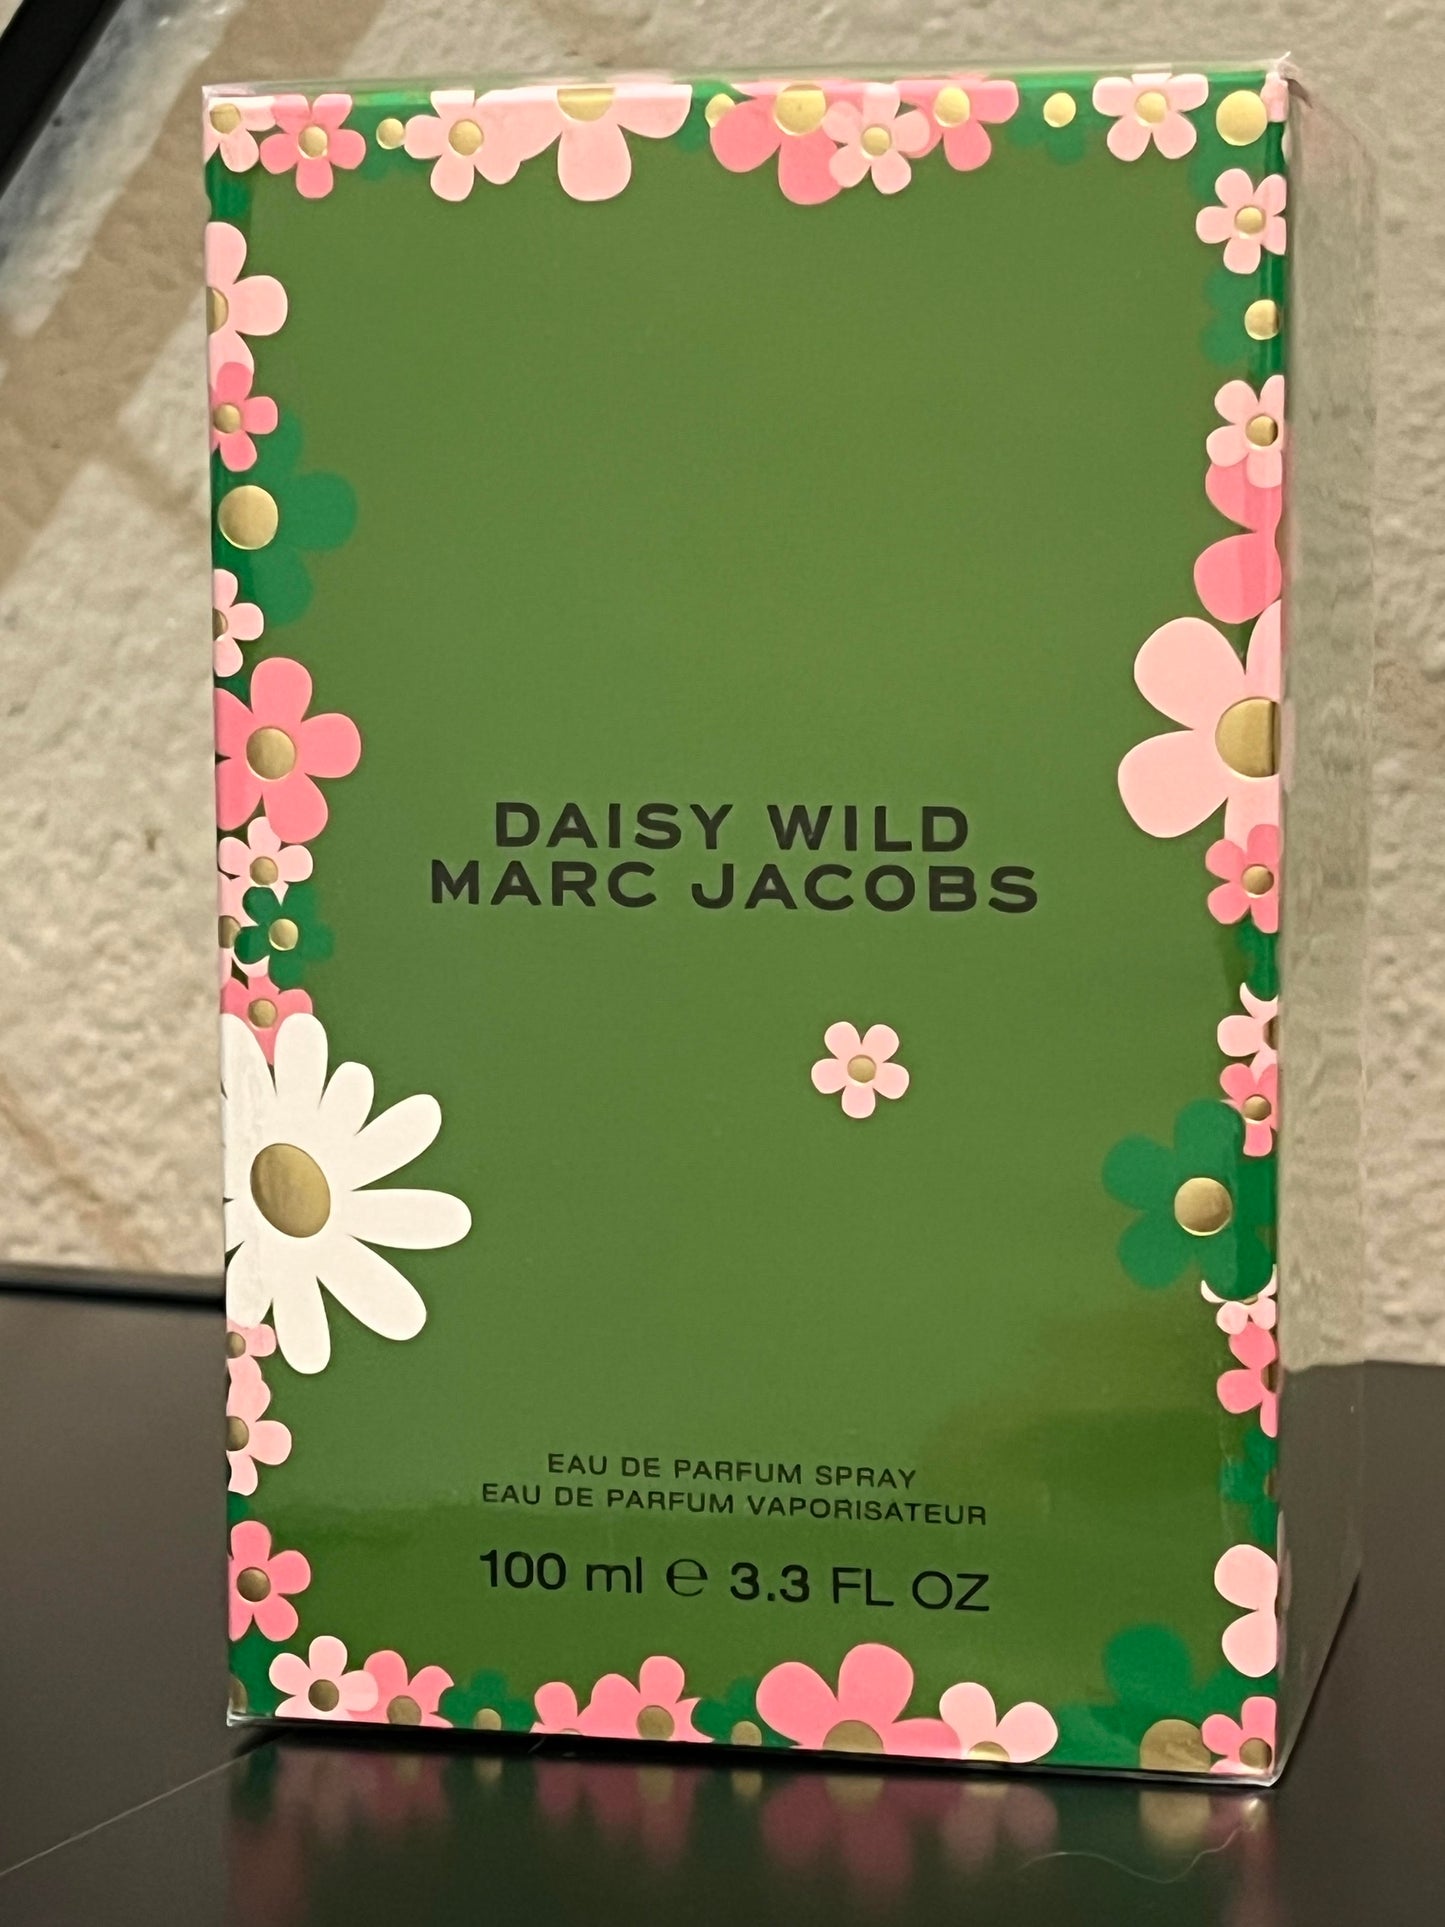 DAISY WILD
MARC JACOBS
EAU DE PARFUM SPRAY
EAU DE PARFUM VAPORISATEUR
100 ml ℮ 3.3 FL OZ